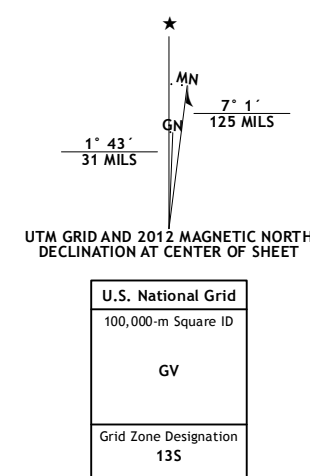 ★
MN
GN
7° 1´
125 MILS
1° 43´
31 MILS
UTM GRID AND 2012 MAGNETIC NORTH
DECLINATION AT CENTER OF SHEET
U.S. National Grid
100,000-m Square ID
GV
Grid Zone Designation
13S